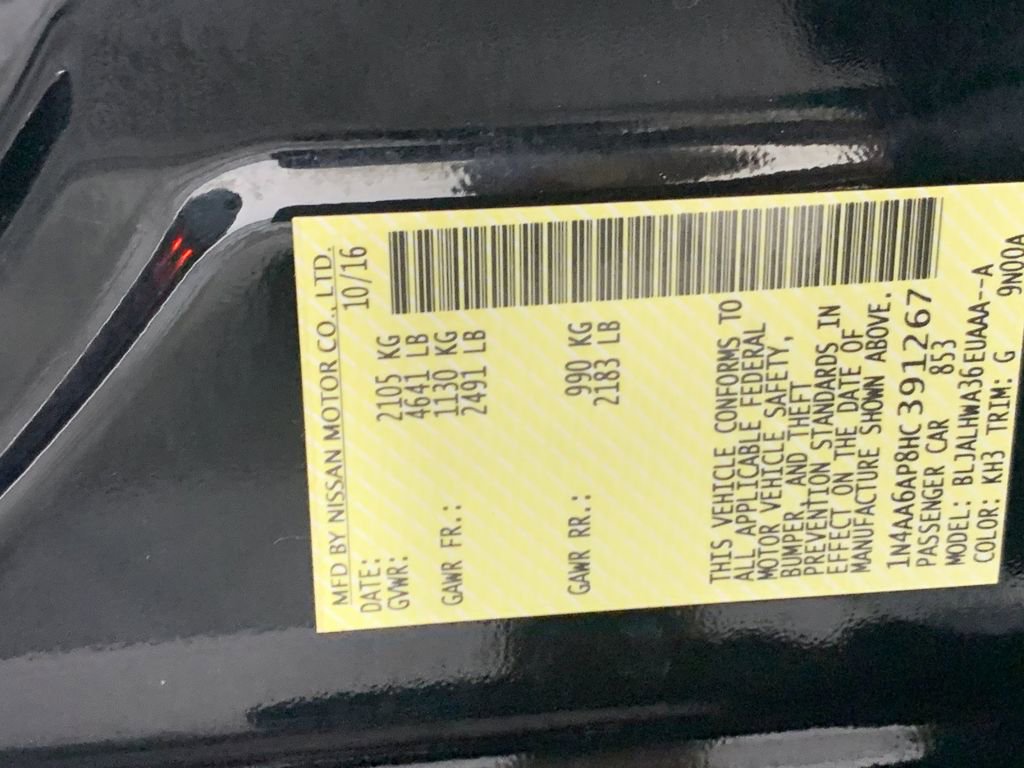 MFD BY NISSAN MOTOR CO., LTD.
DATE: 10/16
GVWR: 2105 KG
4641 LB
GAWR FR.: 1130 KG
2491 LB
GAWR RR.: 990 KG
2183 LB
THIS VEHICLE CONFORMS TO
ALL APPLICABLE FEDERAL
MOTOR VEHICLE SAFETY,
BUMPER, AND THEFT
PREVENTION STANDARDS IN
EFFECT ON THE DATE OF
MANUFACTURE SHOWN ABOVE.
1N4AA6AP8HC391267
PASSENGER CAR 853
MODEL: BLJALHWA36EUAAA--A
COLOR: KH3 TRIM: G 9N00A